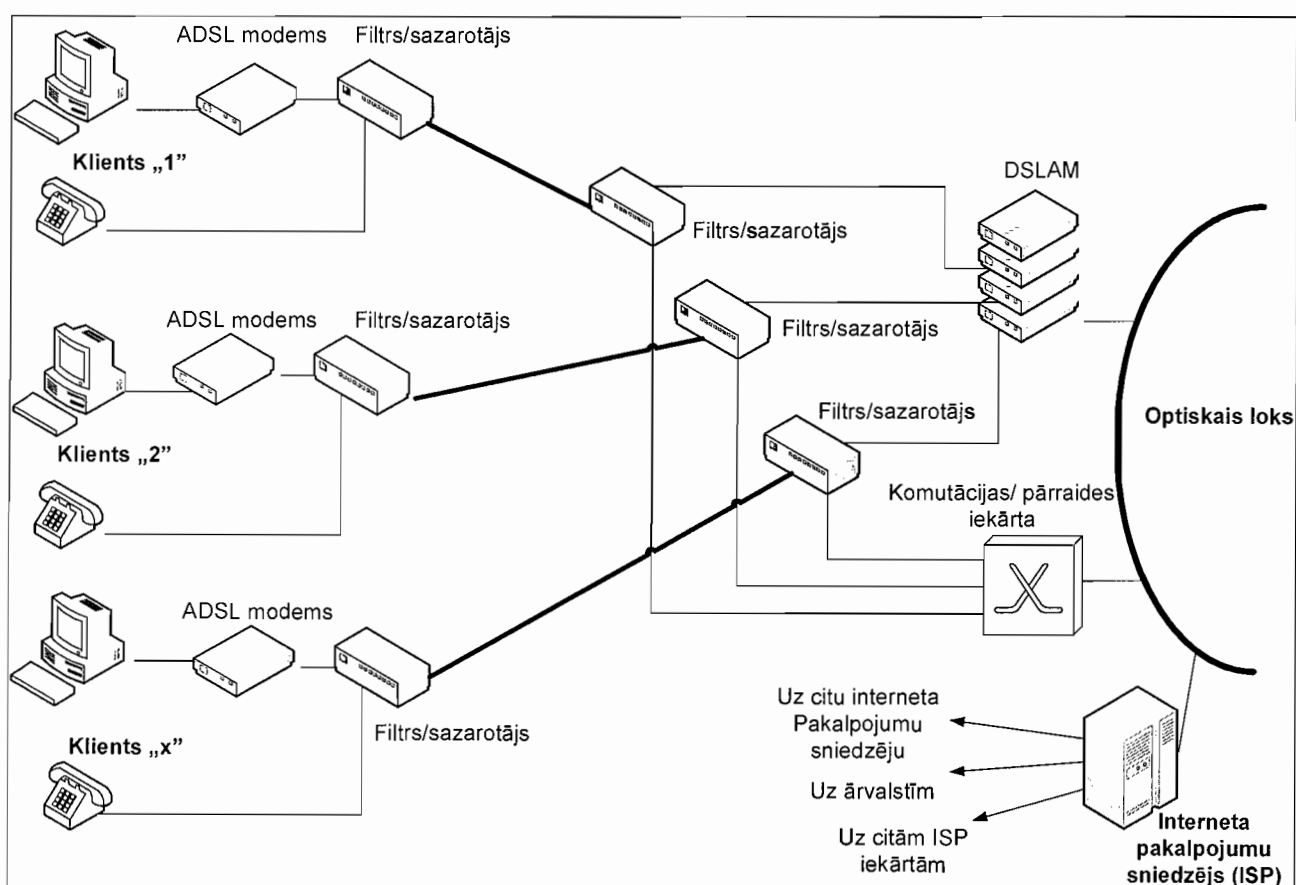 ADSL modems
Filtrs/sazarotājs
Klients „1”
DSLAM
Filtrs/sazarotājs
ADSL modems
Filtrs/sazarotājs
Filtrs/sazarotājs
Klients „2”
Filtrs/sazarotājs
Optiskais loks
Komutācijas/ pārraides
iekārta
ADSL modems
Filtrs/sazarotājs
Klients „x”
Uz citu interneta
Pakalpojumu
sniedzēju
Uz ārvalstīm
Uz citām ISP
iekārtām
Interneta
pakalpojumu
sniedzējs (ISP)